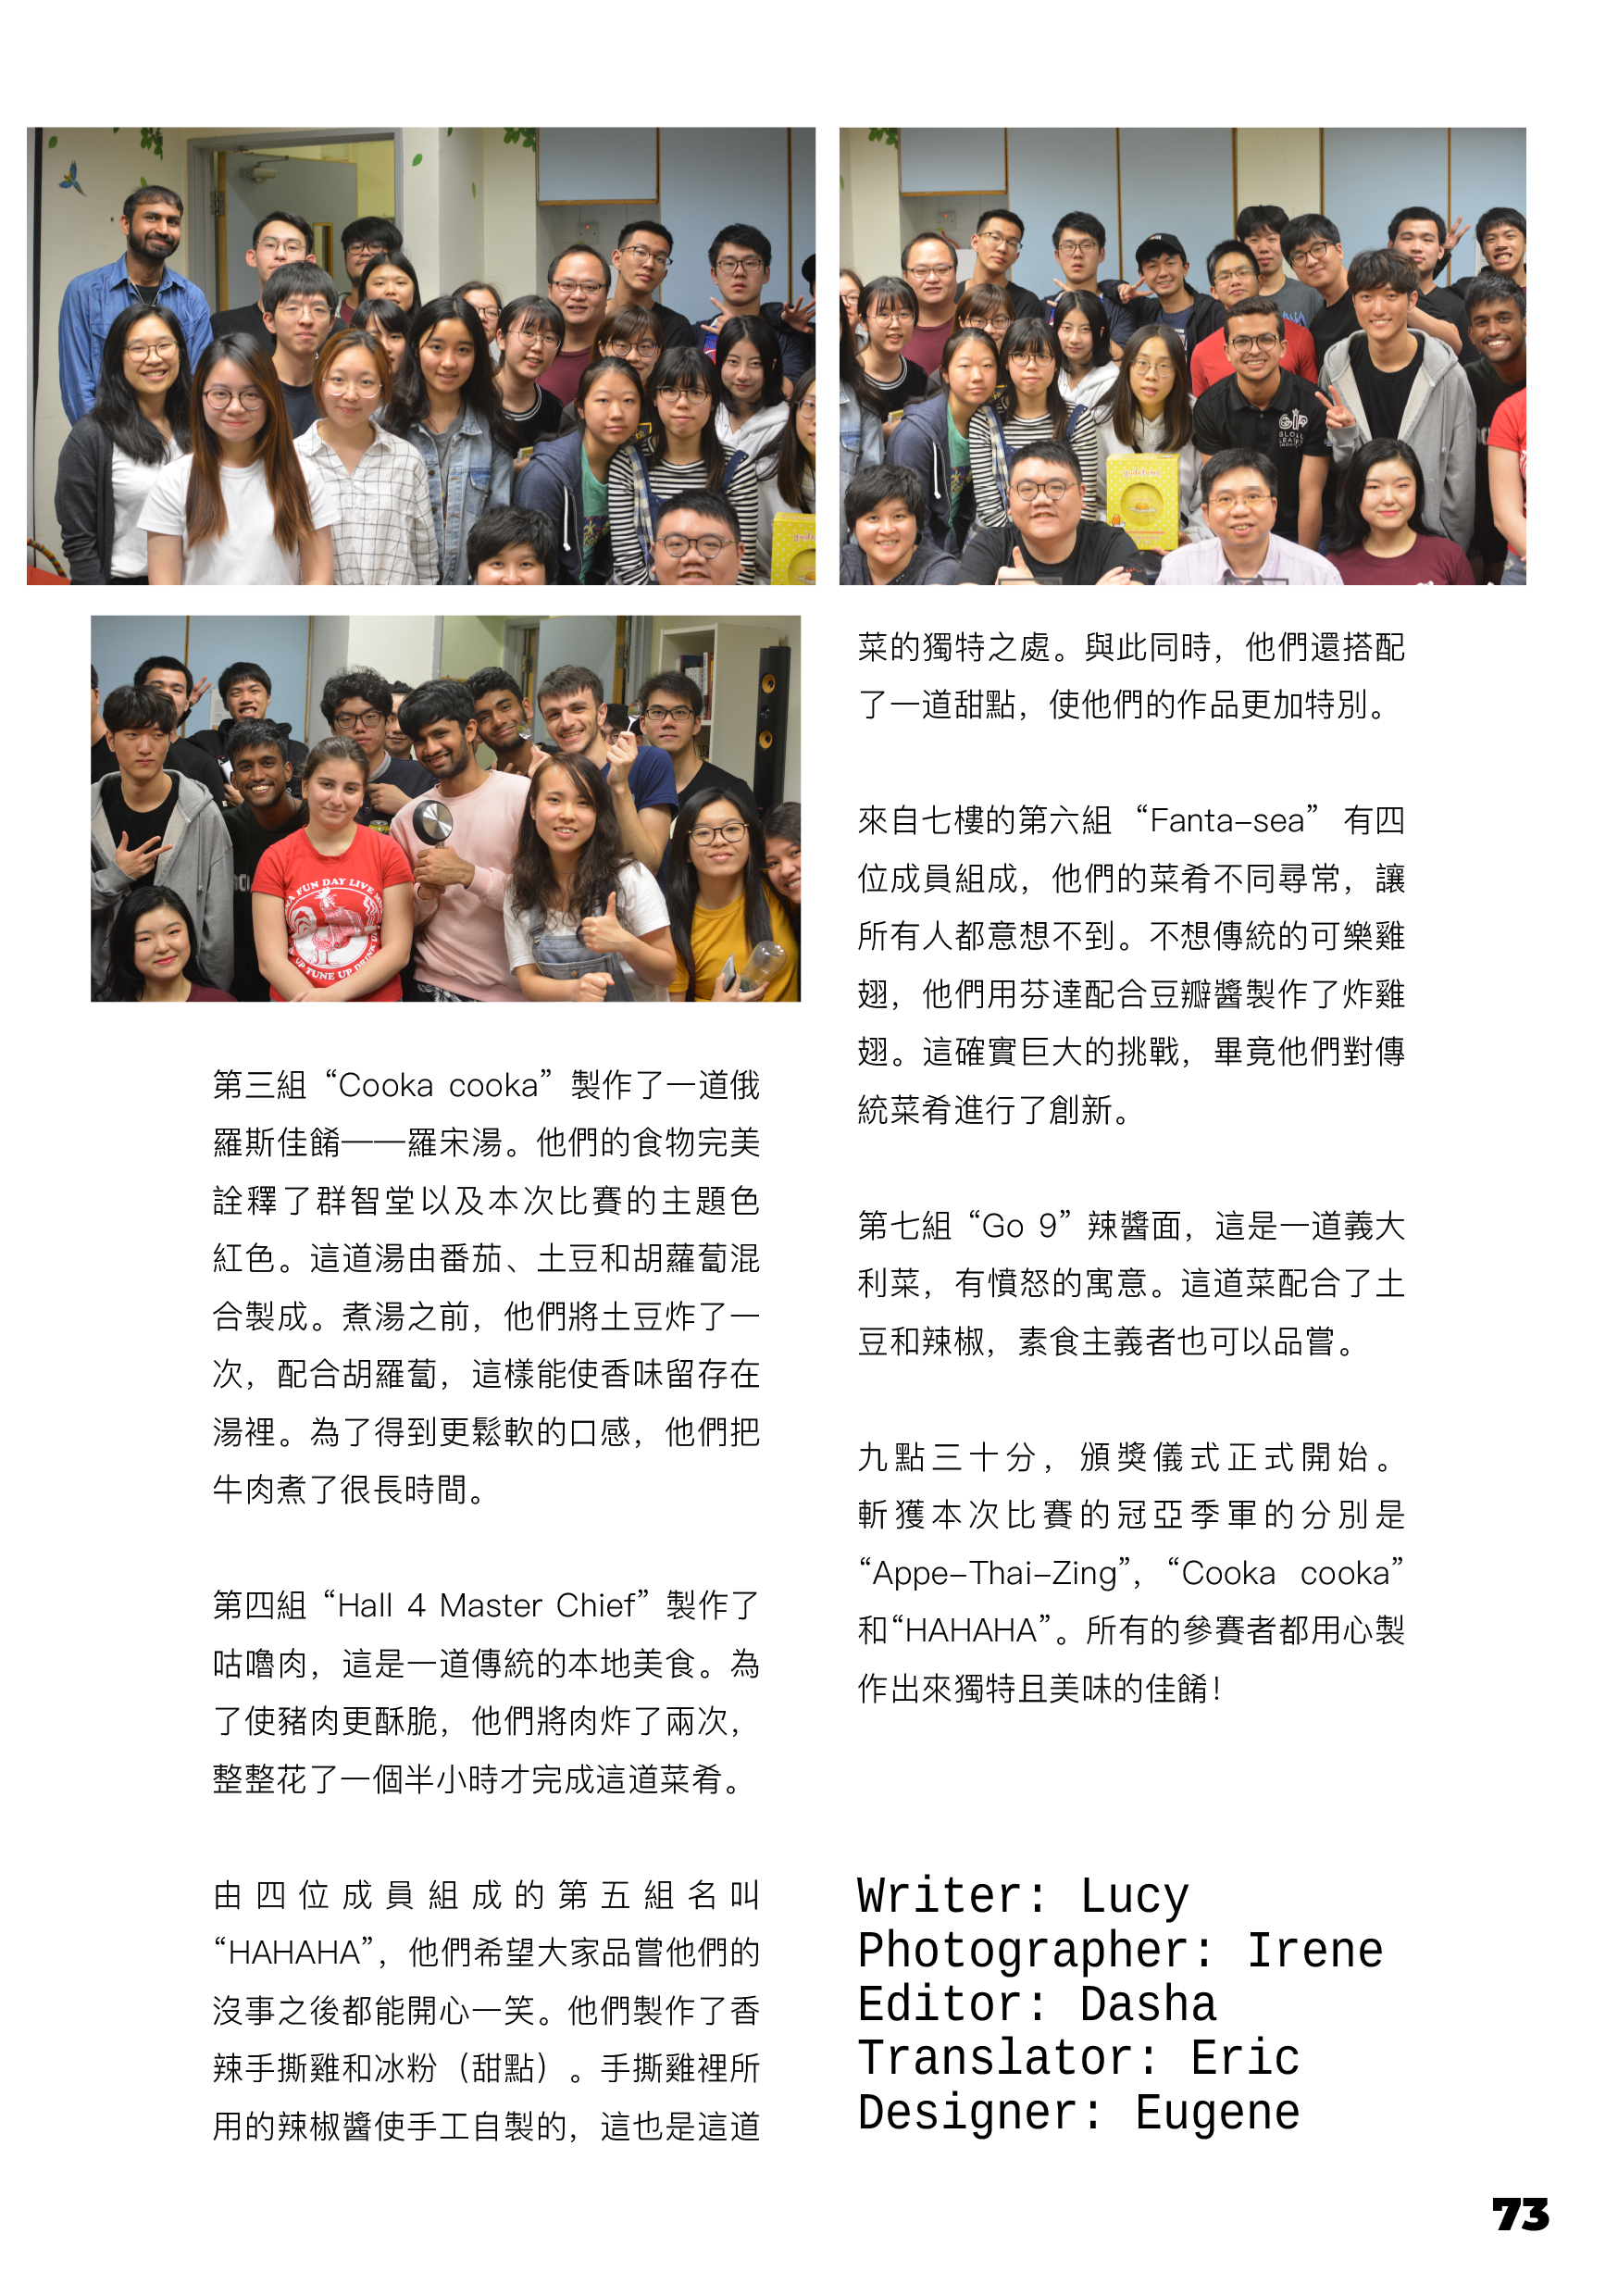 第三組“Cooka cooka”製作了一道俄
羅斯佳餚——羅宋湯。他們的食物完美
詮釋了群智堂以及本次比賽的主題色
紅色。這道湯由番茄、土豆和胡蘿蔔混
合製成。煮湯之前，他們將土豆炸了一
次，配合胡羅蔔，這樣能使香味留存在
湯裡。為了得到更鬆軟的口感，他們把
牛肉煮了很長時間。
第四組“Hall 4 Master Chief”製作了
咕嚕肉，這是一道傳統的本地美食。為
了使豬肉更酥脆，他們將肉炸了兩次，
整整花了一個半小時才完成這道菜肴。
由四位成員組成的第五組名叫
“HAHAHA”，他們希望大家品嘗他們的
沒事之後都能開心一笑。他們製作了香
辣手撕雞和冰粉（甜點）。手撕雞裡所
用的辣椒醬使手工自製的，這也是這道
菜的獨特之處。與此同時，他們還搭配
了一道甜點，使他們的作品更加特別。
來自七樓的第六組“Fanta-sea”有四
位成員組成，他們的菜肴不同尋常，讓
所有人都意想不到。不想傳統的可樂雞
翅，他們用芬達配合豆瓣醬製作了炸雞
翅。這確實巨大的挑戰，畢竟他們對傳
統菜肴進行了創新。
第七組“Go 9”辣醬面，這是一道義大
利菜，有憤怒的寓意。這道菜配合了土
豆和辣椒，素食主義者也可以品嘗。
九點三十分，頒獎儀式正式開始。
斬獲本次比賽的冠亞季軍的分別是
“Appe-Thai-Zing”，“Cooka cooka”
和“HAHAHA”。所有的參賽者都用心製
作出來獨特且美味的佳餚！
Writer: Lucy
Photographer: Irene
Editor: Dasha
Translator: Eric
Designer: Eugene
73